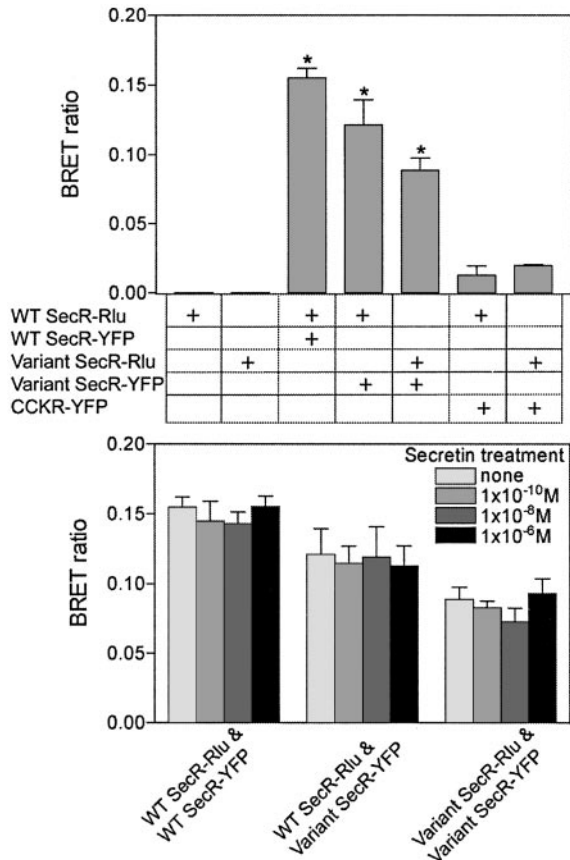 BRET ratio
0.20
0.15
0.10
0.05
0.00
*
*
*
WT SecR-Rlu + + + +
WT SecR-YFP +
Variant SecR-Rlu + + +
Variant SecR-YFP + +
CCKR-YFP + +
BRET ratio
0.20
0.15
0.10
0.05
0.00
Secretin treatment
none
1x10⁻¹⁰M
1x10⁻⁸M
1x10⁻⁶M
WT SecR-Rlu &
WT SecR-YFP
WT SecR-Rlu &
Variant SecR-YFP
Variant SecR-Rlu &
Variant SecR-YFP